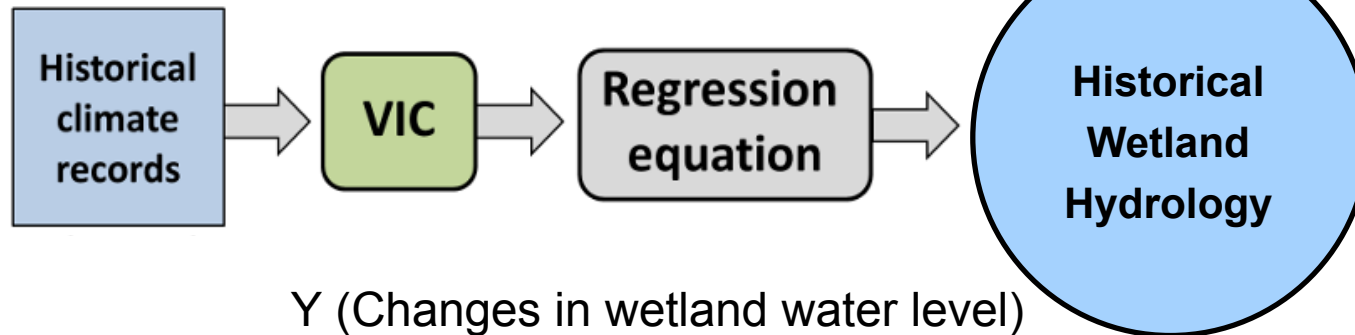 Historical
climate
records
VIC
Regression
equation
Historical
Wetland
Hydrology
Y (Changes in wetland water level)